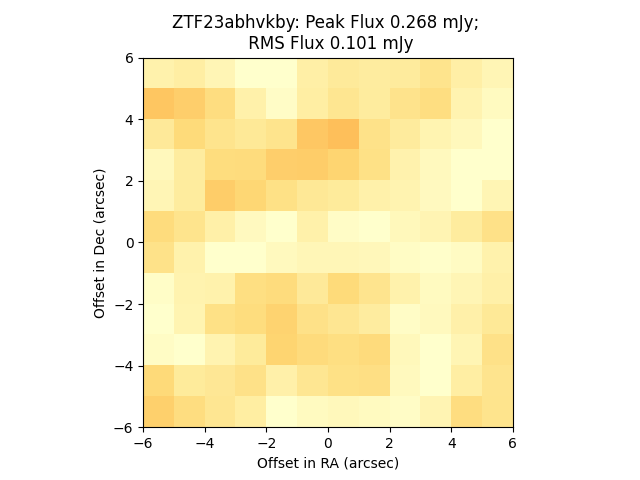 ZTF23abhvkby: Peak Flux 0.268 mJy;
RMS Flux 0.101 mJy
6
4
2
0
−2
−4
−6
Offset in Dec (arcsec)
−6 −4 −2 0 2 4 6
Offset in RA (arcsec)